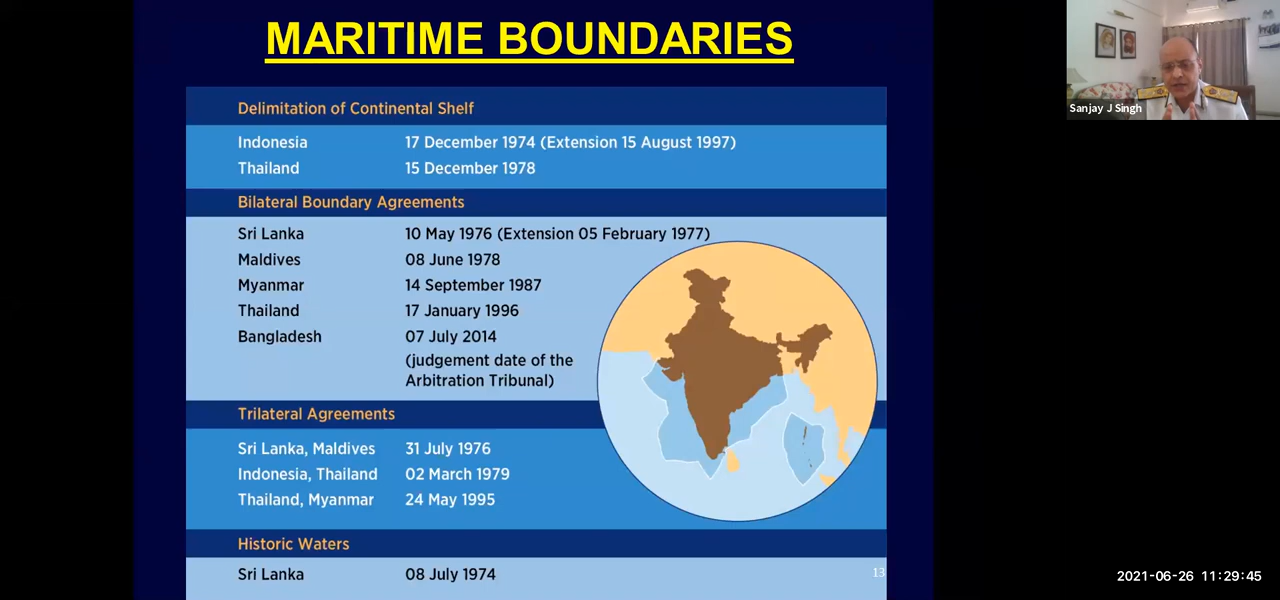 MARITIME BOUNDARIES
Delimitation of Continental Shelf
Indonesia 17 December 1974 (Extension 15 August 1997)
Thailand 15 December 1978
Bilateral Boundary Agreements
Sri Lanka 10 May 1976 (Extension 05 February 1977)
Maldives 08 June 1978
Myanmar 14 September 1987
Thailand 17 January 1996
Bangladesh 07 July 2014
(judgement date of the
Arbitration Tribunal)
Trilateral Agreements
Sri Lanka, Maldives 31 July 1976
Indonesia, Thailand 02 March 1979
Thailand, Myanmar 24 May 1995
Historic Waters
Sri Lanka 08 July 1974
13
Sanjay J Singh
2021-06-26 11:29:45